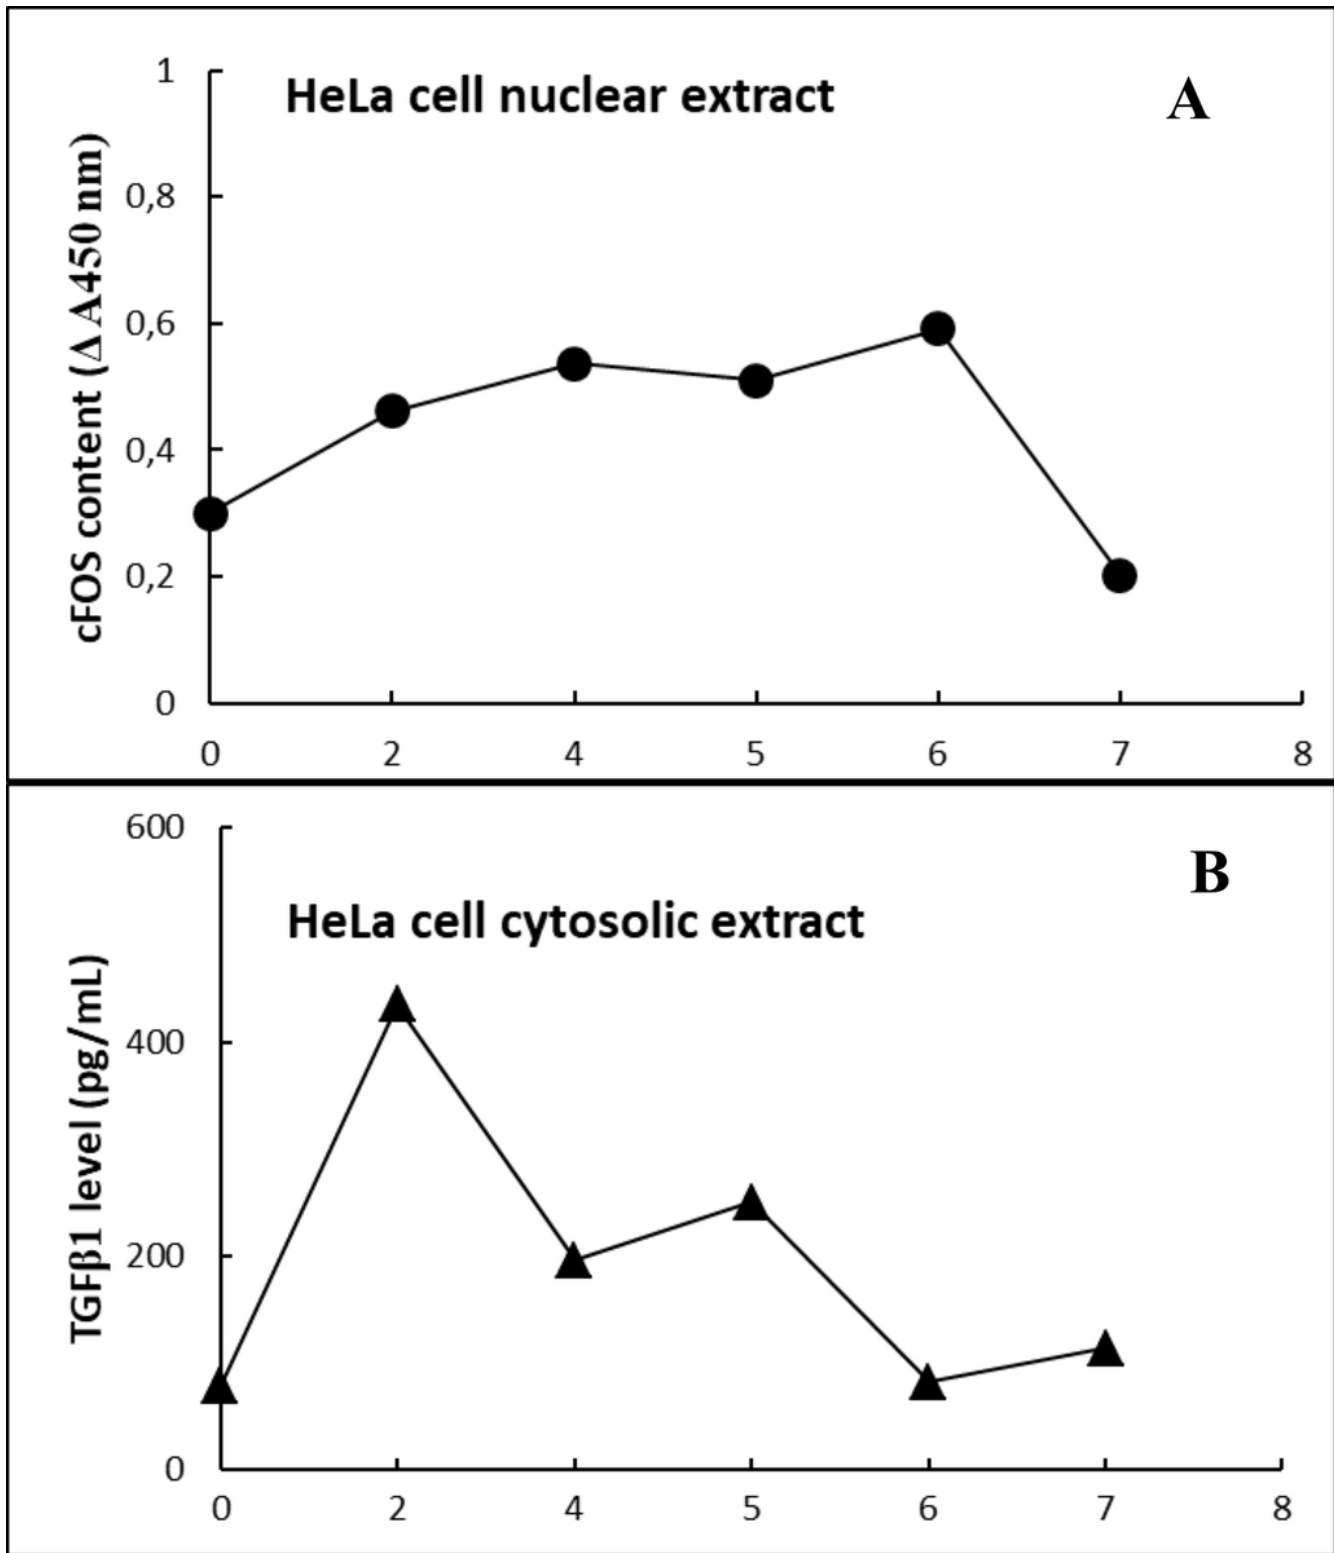 HeLa cell nuclear extract
A
cFOS content (Δ A450 nm)
1
0,8
0,6
0,4
0,2
0
0 2 4 5 6 7 8
HeLa cell cytosolic extract
B
TGFβ1 level (pg/mL)
600
400
200
0
0 2 4 5 6 7 8